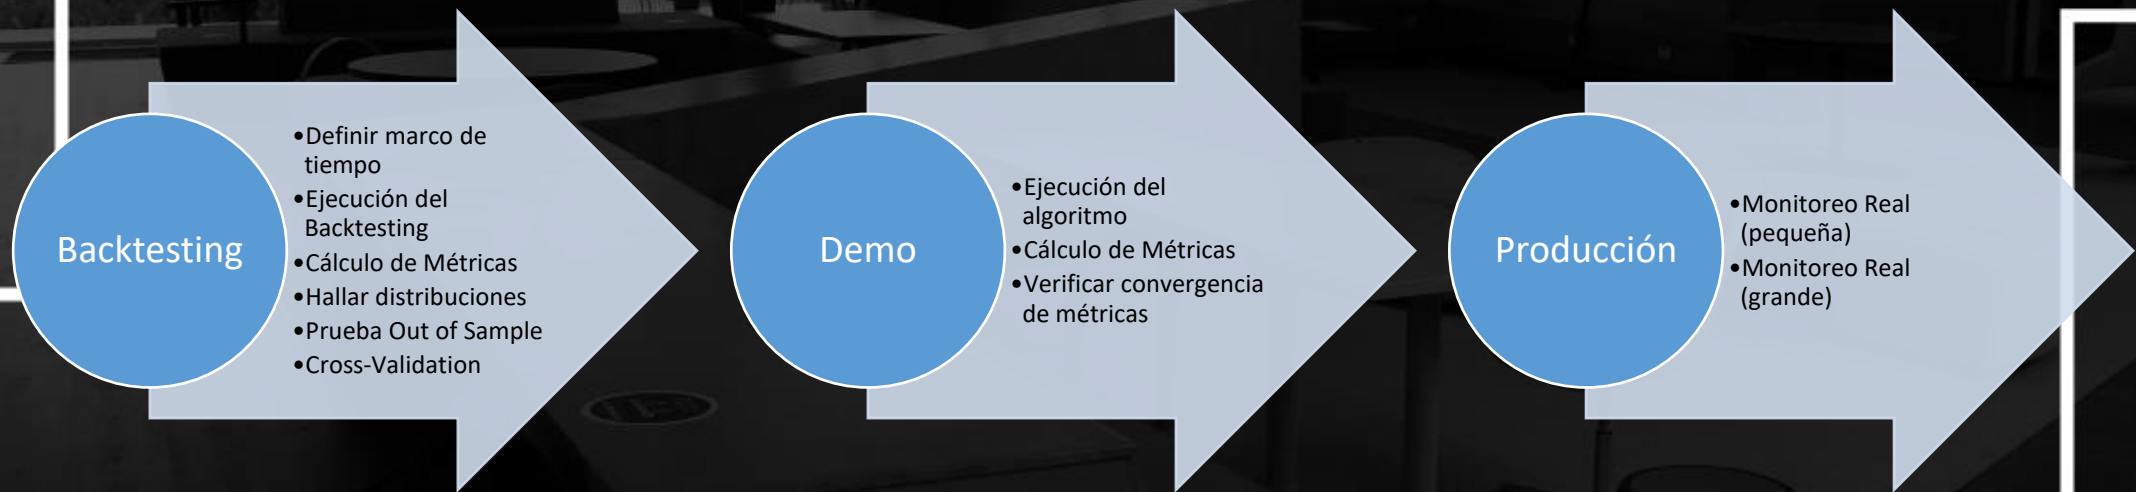 Backtesting
•Definir marco de
tiempo
•Ejecución del
Backtesting
•Cálculo de Métricas
•Hallar distribuciones
•Prueba Out of Sample
•Cross-Validation
Demo
•Ejecución del
algoritmo
•Cálculo de Métricas
•Verificar convergencia
de métricas
Producción
•Monitoreo Real
(pequeña)
•Monitoreo Real
(grande)